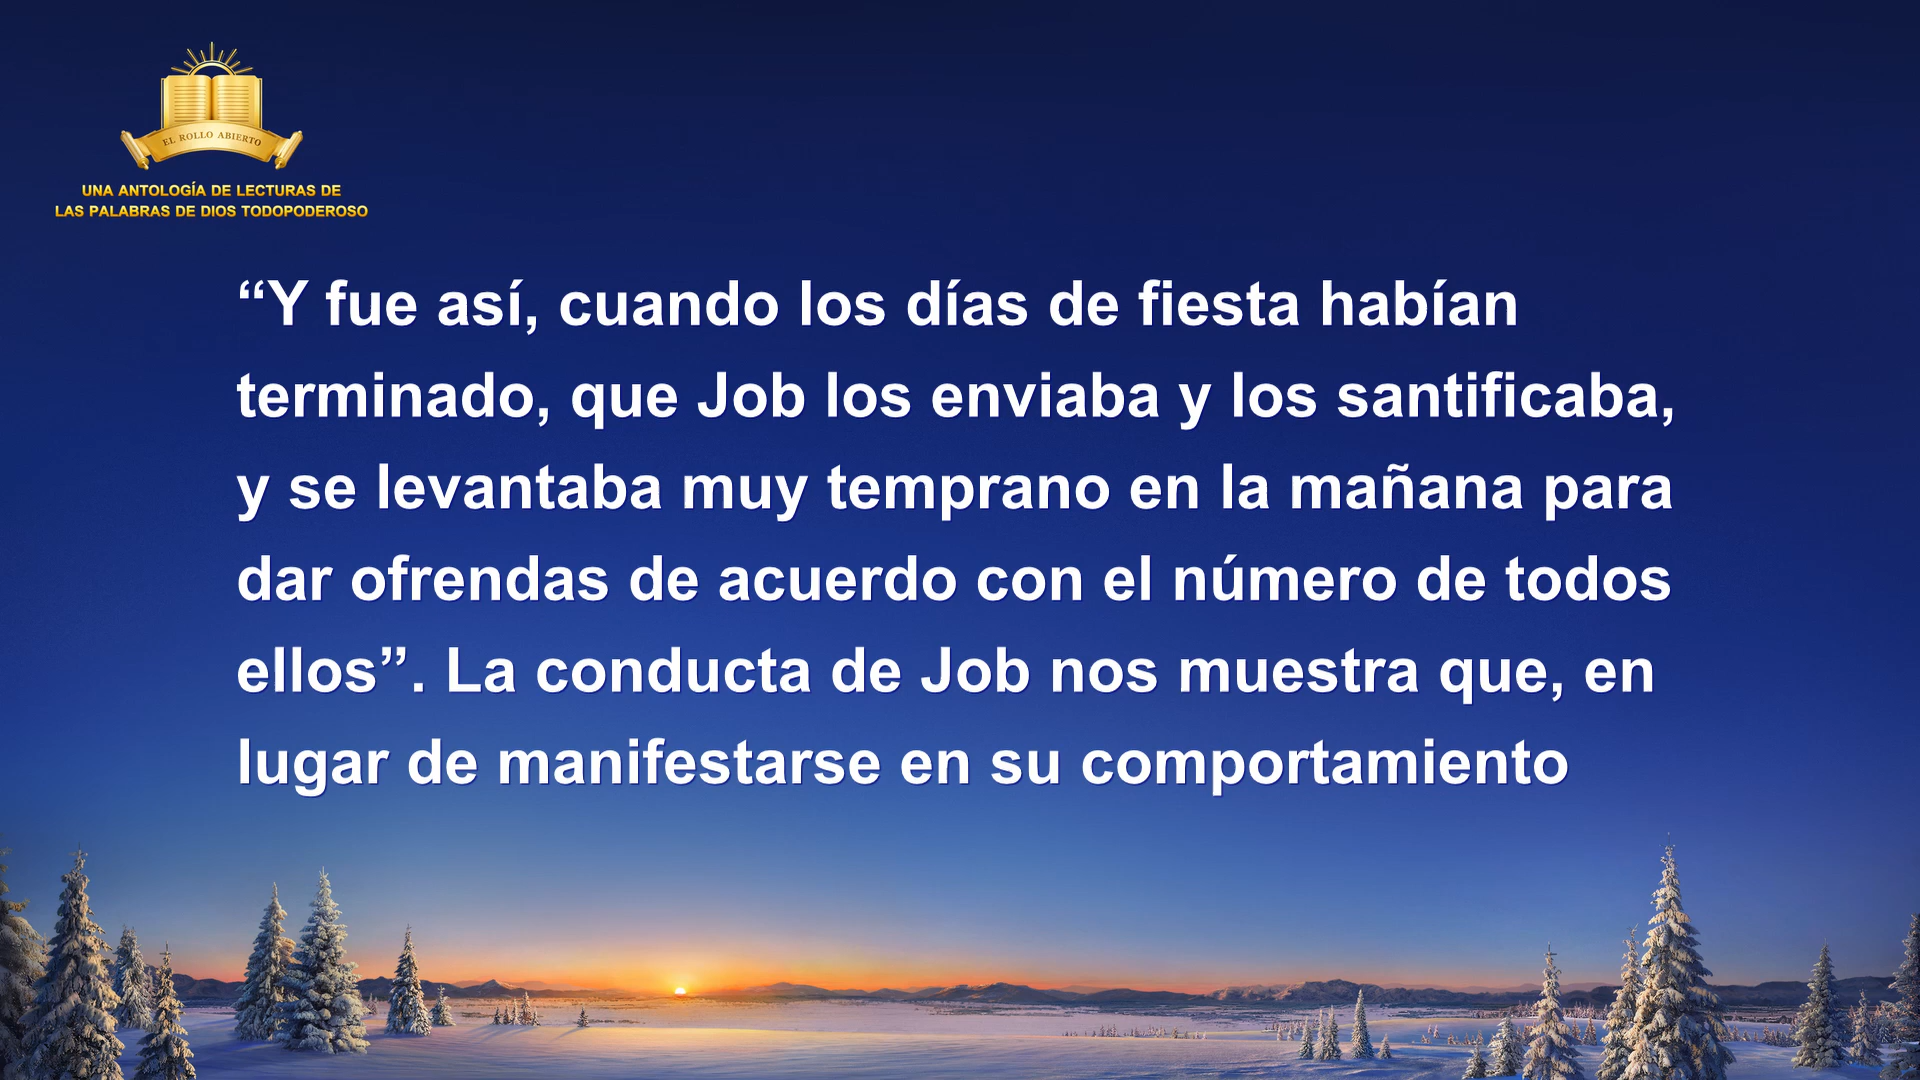 EL ROLLO ABIERTO
UNA ANTOLOGÍA DE LECTURAS DE
LAS PALABRAS DE DIOS TODOPODEROSO
“Y fue así, cuando los días de fiesta habían
terminado, que Job los enviaba y los santificaba,
y se levantaba muy temprano en la mañana para
dar ofrendas de acuerdo con el número de todos
ellos”. La conducta de Job nos muestra que, en
lugar de manifestarse en su comportamiento